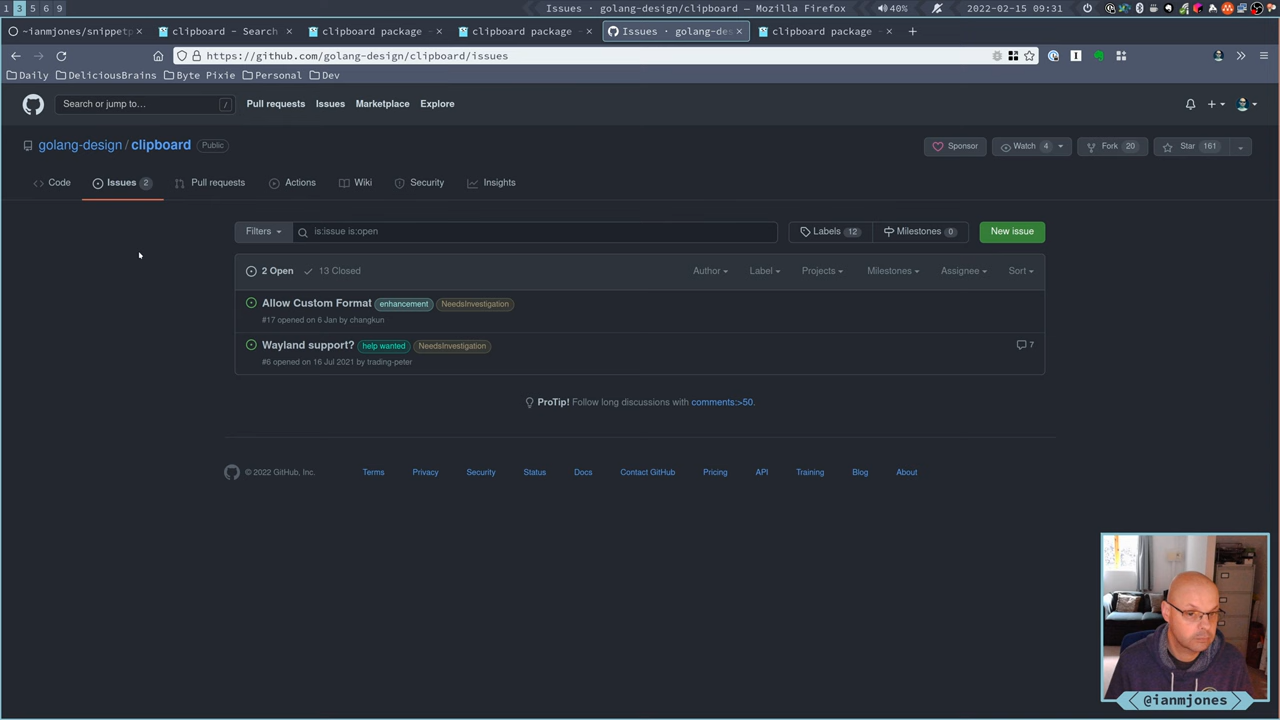 1 3 5 6 9
Issues · golang-design/clipboard — Mozilla Firefox
40%
2022-02-15 09:31
~ianmjones/snippetp
clipboard - Search
clipboard package -
clipboard package -
Issues · golang-des
clipboard package -
https://github.com/golang-design/clipboard/issues
Daily
DeliciousBrains
Byte Pixie
Personal
Dev
Search or jump to…
/
Pull requests
Issues
Marketplace
Explore
golang-design / clipboard
Public
Sponsor
Watch 4
Fork 20
Star 161
Code
Issues 2
Pull requests
Actions
Wiki
Security
Insights
Filters
is:issue is:open
Labels 12
Milestones 0
New issue
2 Open
13 Closed
Author
Label
Projects
Milestones
Assignee
Sort
Allow Custom Format enhancement NeedsInvestigation
#17 opened on 6 Jan by changkun
Wayland support? help wanted NeedsInvestigation
7
#6 opened on 16 Jul 2021 by trading-peter
ProTip! Follow long discussions with comments:>50.
© 2022 GitHub, Inc.
Terms
Privacy
Security
Status
Docs
Contact GitHub
Pricing
API
Training
Blog
About
@ianmjones